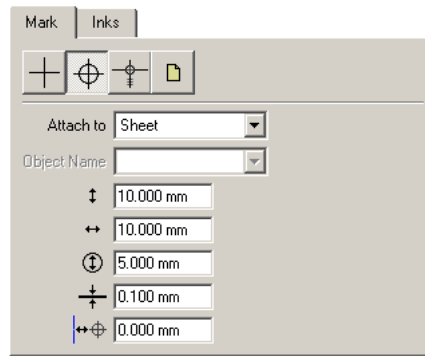 Mark Inks
Attach to Sheet
Object Name
10.000 mm
10.000 mm
5.000 mm
0.100 mm
0.000 mm